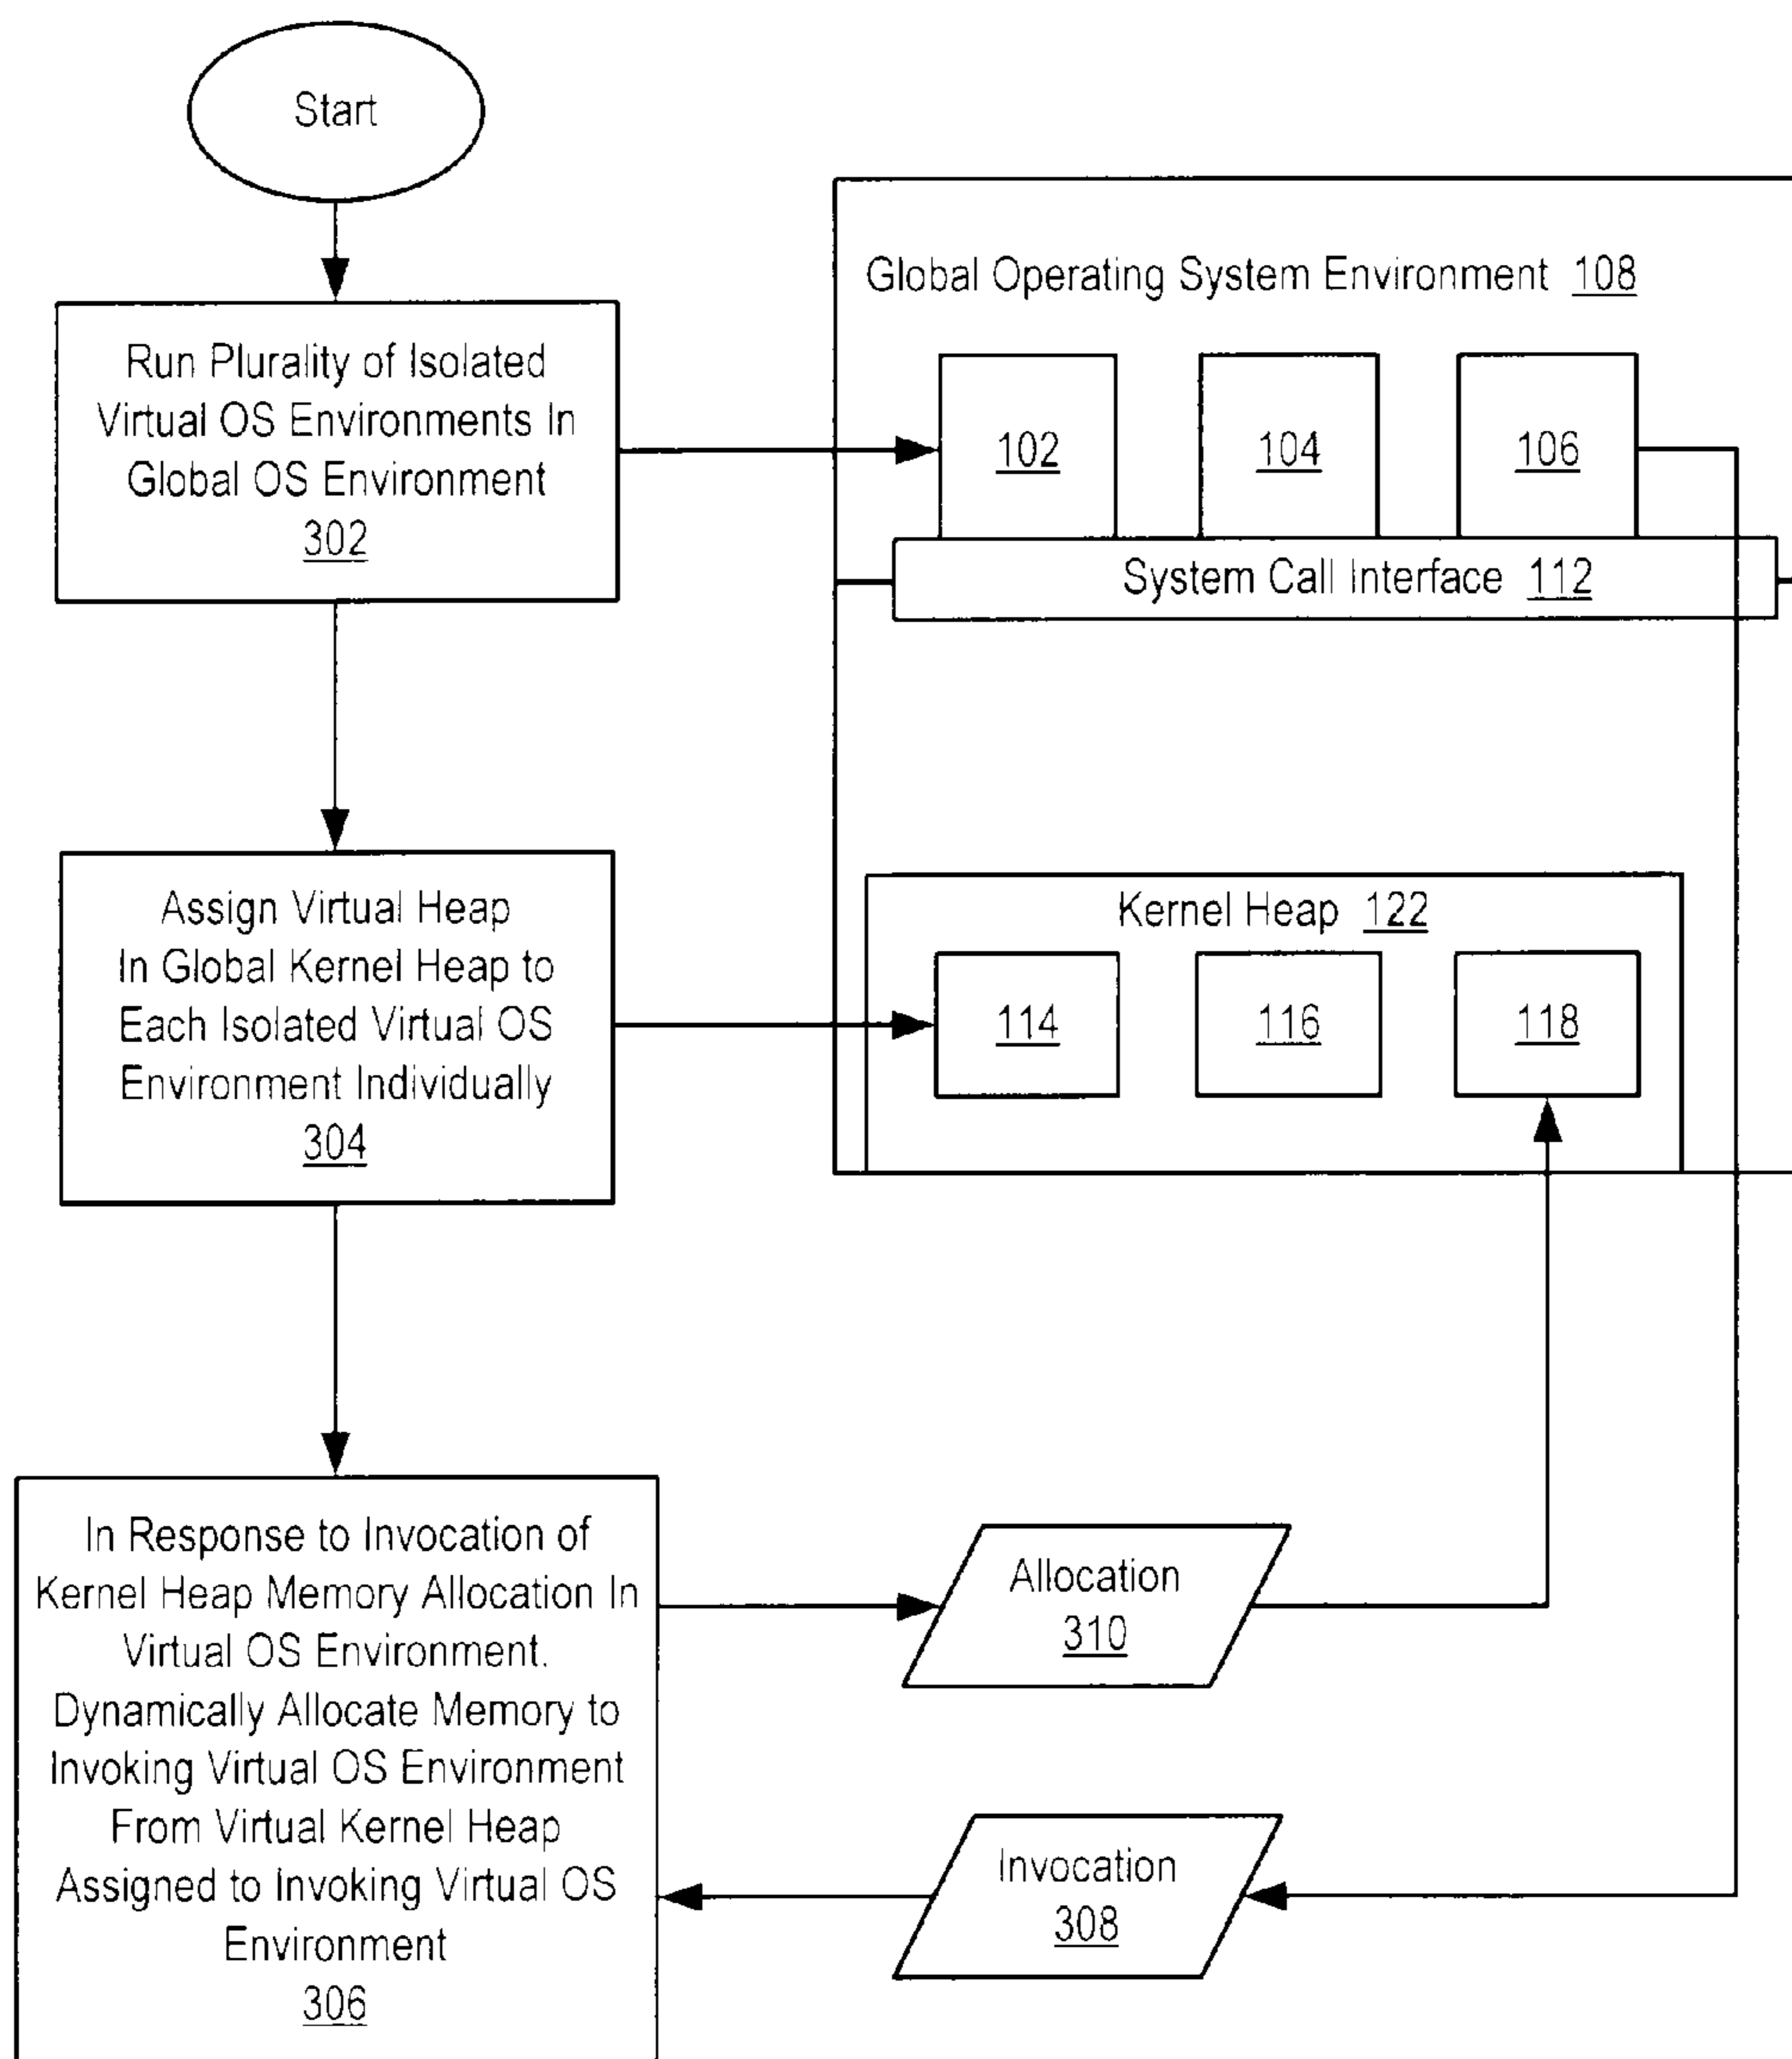 Start
Run Plurality of Isolated
Virtual OS Environments In
Global OS Environment
302
Global Operating System Environment 108
102
104
106
System Call Interface 112
Assign Virtual Heap
In Global Kernel Heap to
Each Isolated Virtual OS
Environment Individually
304
Kernel Heap 122
114
116
118
In Response to Invocation of
Kernel Heap Memory Allocation In
Virtual OS Environment.
Dynamically Allocate Memory to
Invoking Virtual OS Environment
From Virtual Kernel Heap
Assigned to Invoking Virtual OS
Environment
306
Allocation
310
Invocation
308